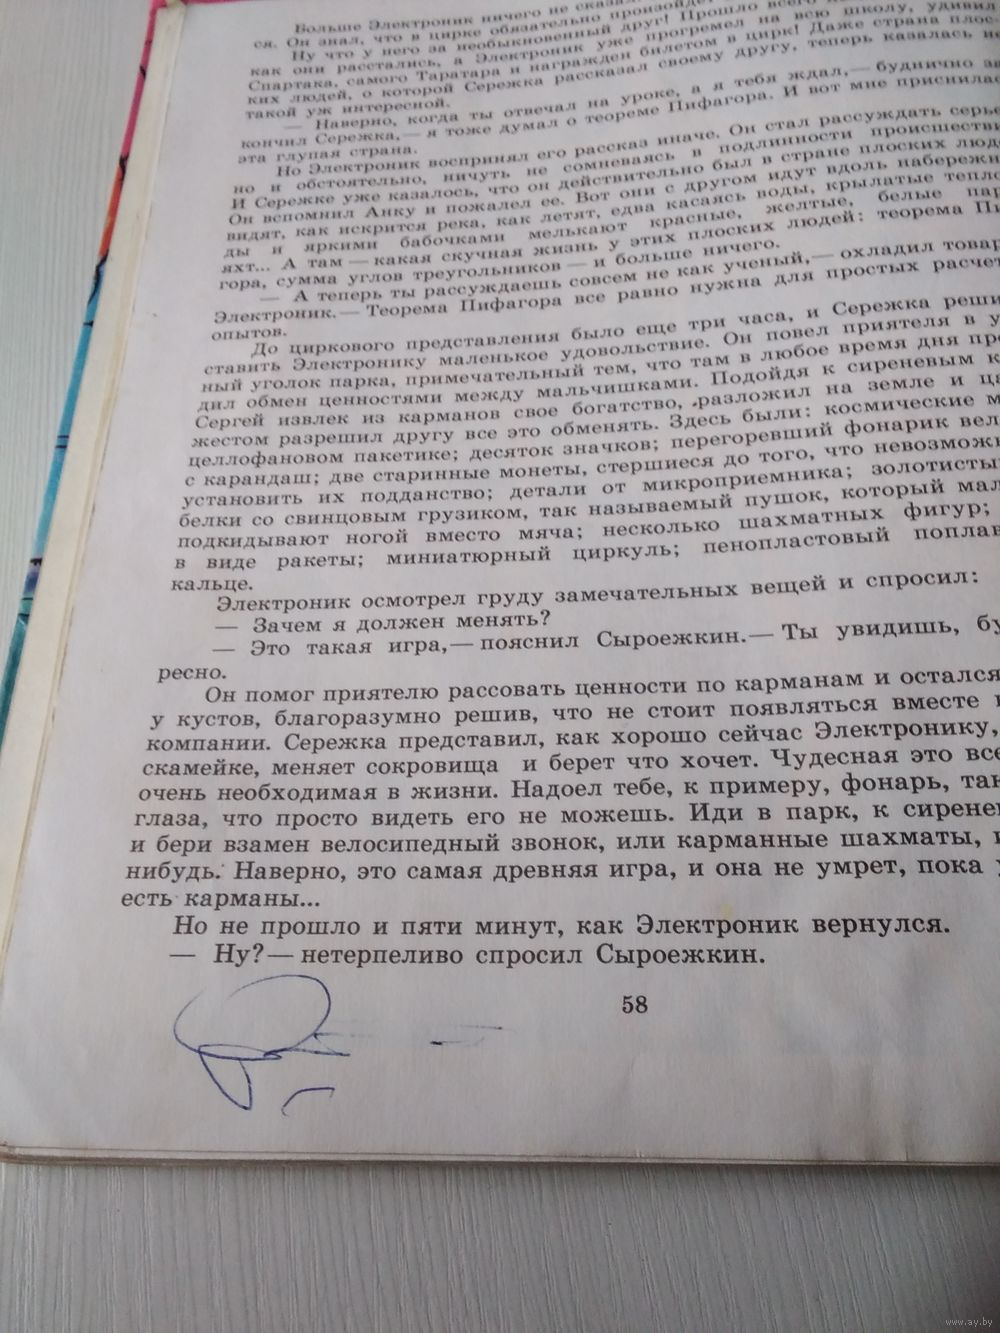 Больше Электроник ничего не сказал.
ся. Он знал, что в цирке обязательно произойдет
Ну что у него за необыкновенный друг! Прошло всего
как они расстались, а Электроник уже прогремел на всю школу, удивил
Спартака, самого Таратара и награжден билетом в цирк! Даже страна плос-
ких людей, о которой Сережка рассказал своему другу, теперь казалась не
такой уж интересной.
— Наверно, когда ты отвечал на уроке, а я тебя ждал,— буднично за
кончил Сережка,— я тоже думал о теореме Пифагора. И вот мне приснилас
эта глупая страна.
Но Электроник воспринял его рассказ иначе. Он стал рассуждать серье
но и обстоятельно, ничуть не сомневаясь в подлинности происшестви
И Сережке уже казалось, что он действительно был в стране плоских люд
Он вспомнил Анку и пожалел ее. Вот они с другом идут вдоль набережн
видят, как искрится река, как летят, едва касаясь воды, крылатые тепло
ды и яркими бабочками мелькают красные, желтые, белые пар
яхт... А там — какая скучная жизнь у этих плоских людей: теорема Пи
гора, сумма углов треугольников — и больше ничего.
— А теперь ты рассуждаешь совсем не как ученый,— охладил товар
Электроник.— Теорема Пифагора все равно нужна для простых расчет
опытов.
До циркового представления было еще три часа, и Сережка реши
ставить Электронику маленькое удовольствие. Он повел приятеля в у
ный уголок парка, примечательный тем, что там в любое время дня про
дил обмен ценностями между мальчишками. Подойдя к сиреневым к
Сергей извлек из карманов свое богатство, разложил на земле и ца
жестом разрешил другу все это обменять. Здесь были: космические м
целлофановом пакетике; десяток значков; перегоревший фонарик вел
с карандаш; две старинные монеты, стершиеся до того, что невозможн
установить их подданство; детали от микроприемника; золотисты
белки со свинцовым грузиком, так называемый пушок, который мал
подкидывают ногой вместо мяча; несколько шахматных фигур;
в виде ракеты; миниатюрный циркуль; пенопластовый поплав
кальце.
Электроник осмотрел груду замечательных вещей и спросил:
— Зачем я должен менять?
— Это такая игра,— пояснил Сыроежкин.— Ты увидишь, бу
ресно.
Он помог приятелю рассовать ценности по карманам и остался
у кустов, благоразумно решив, что не стоит появляться вместе
компании. Сережка представил, как хорошо сейчас Электронику,
скамейке, меняет сокровища и берет что хочет. Чудесная это все
очень необходимая в жизни. Надоел тебе, к примеру, фонарь, так
глаза, что просто видеть его не можешь. Иди в парк, к сирене
и бери взамен велосипедный звонок, или карманные шахматы, и
нибудь. Наверно, это самая древняя игра, и она не умрет, пока у
есть карманы...
Но не прошло и пяти минут, как Электроник вернулся.
— Ну?— нетерпеливо спросил Сыроежкин.
58
www.ay.by